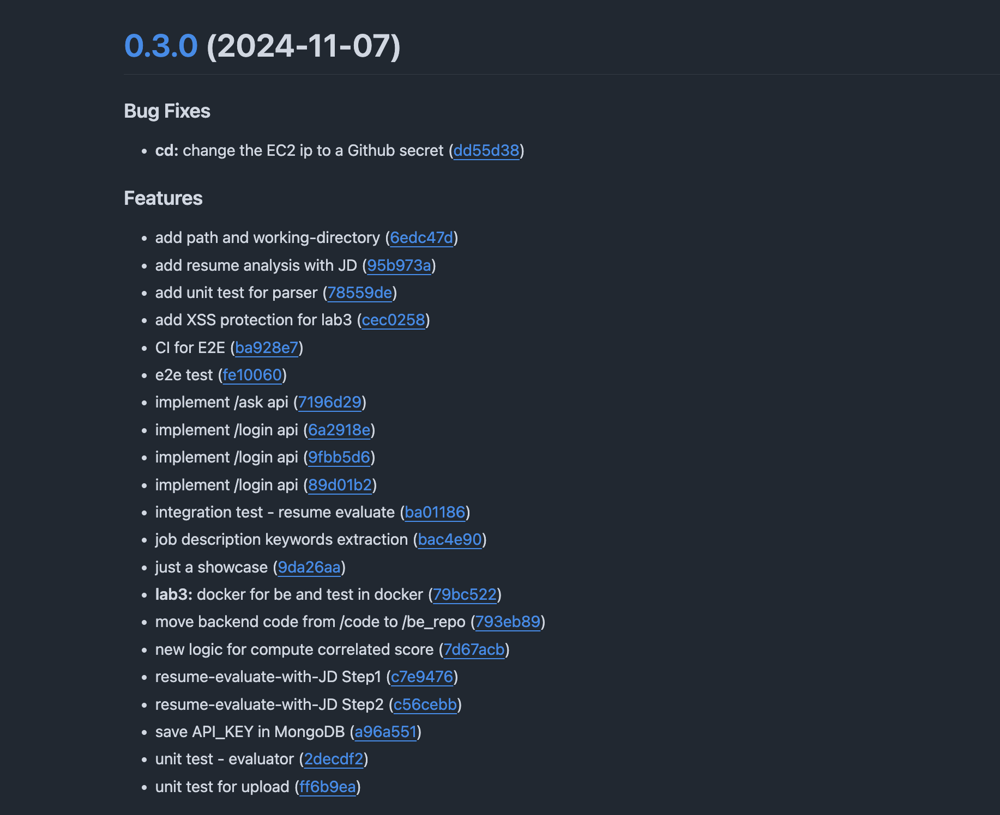 0.3.0 (2024-11-07)
Bug Fixes
• cd: change the EC2 ip to a Github secret (dd55d38)
Features
• add path and working-directory (6edc47d)
• add resume analysis with JD (95b973a)
• add unit test for parser (78559de)
• add XSS protection for lab3 (cec0258)
• CI for E2E (ba928e7)
• e2e test (fe10060)
• implement /ask api (7196d29)
• implement /login api (6a2918e)
• implement /login api (9fbb5d6)
• implement /login api (89d01b2)
• integration test - resume evaluate (ba01186)
• job description keywords extraction (bac4e90)
• just a showcase (9da26aa)
• lab3: docker for be and test in docker (79bc522)
• move backend code from /code to /be_repo (793eb89)
• new logic for compute correlated score (7d67acb)
• resume-evaluate-with-JD Step1 (c7e9476)
• resume-evaluate-with-JD Step2 (c56cebb)
• save API_KEY in MongoDB (a96a551)
• unit test - evaluator (2decdf2)
• unit test for upload (ff6b9ea)